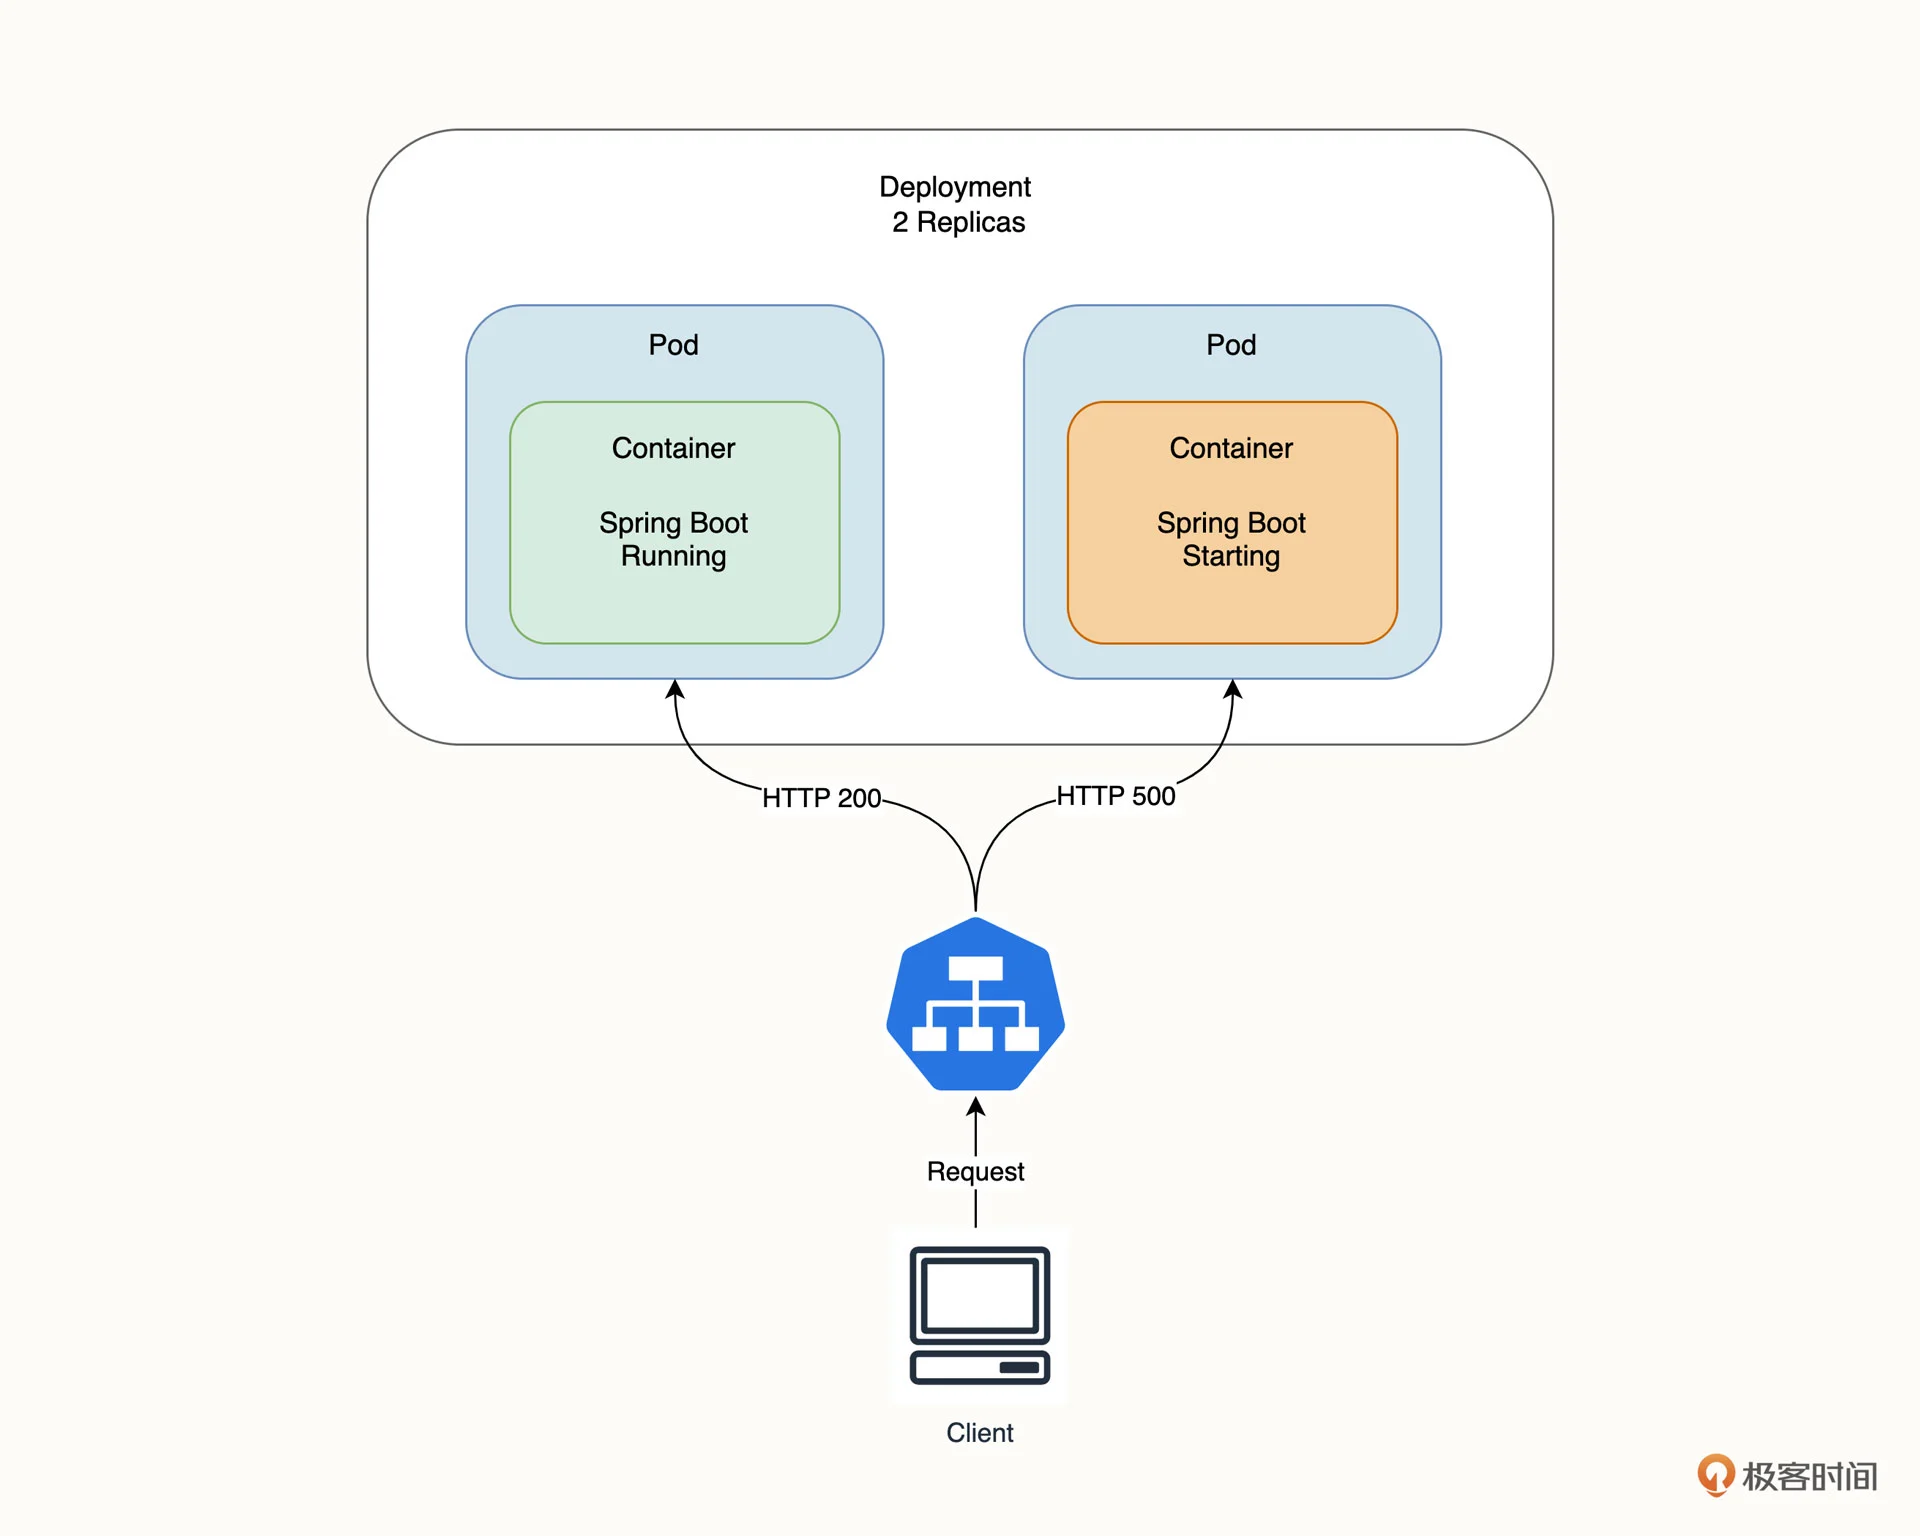 Deployment
2 Replicas
Pod
Container
Spring Boot
Running
Pod
Container
Spring Boot
Starting
HTTP 200
HTTP 500
Request
Client
极客时间